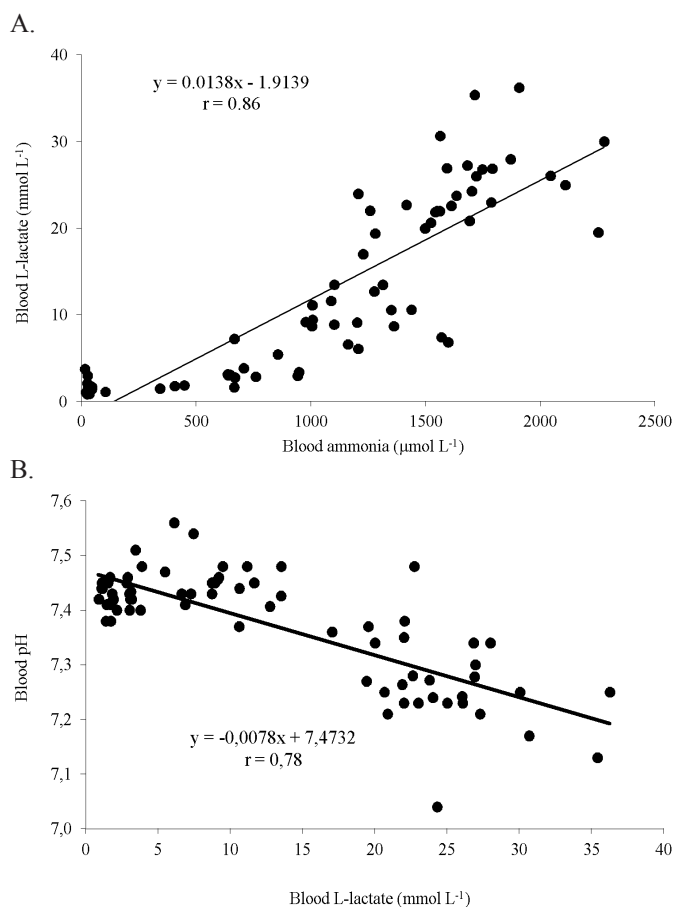 A.
40
30
20
10
0
y = 0.0138x - 1.9139
r = 0.86
Blood L-lactate (mmol L⁻¹)
0 500 1000 1500 2000 2500
Blood ammonia (µmol L⁻¹)
B.
7,6
7,5
7,4
7,3
7,2
7,1
7,0
Blood pH
y = -0,0078x + 7,4732
r = 0,78
0 5 10 15 20 25 30 35 40
Blood L-lactate (mmol L⁻¹)